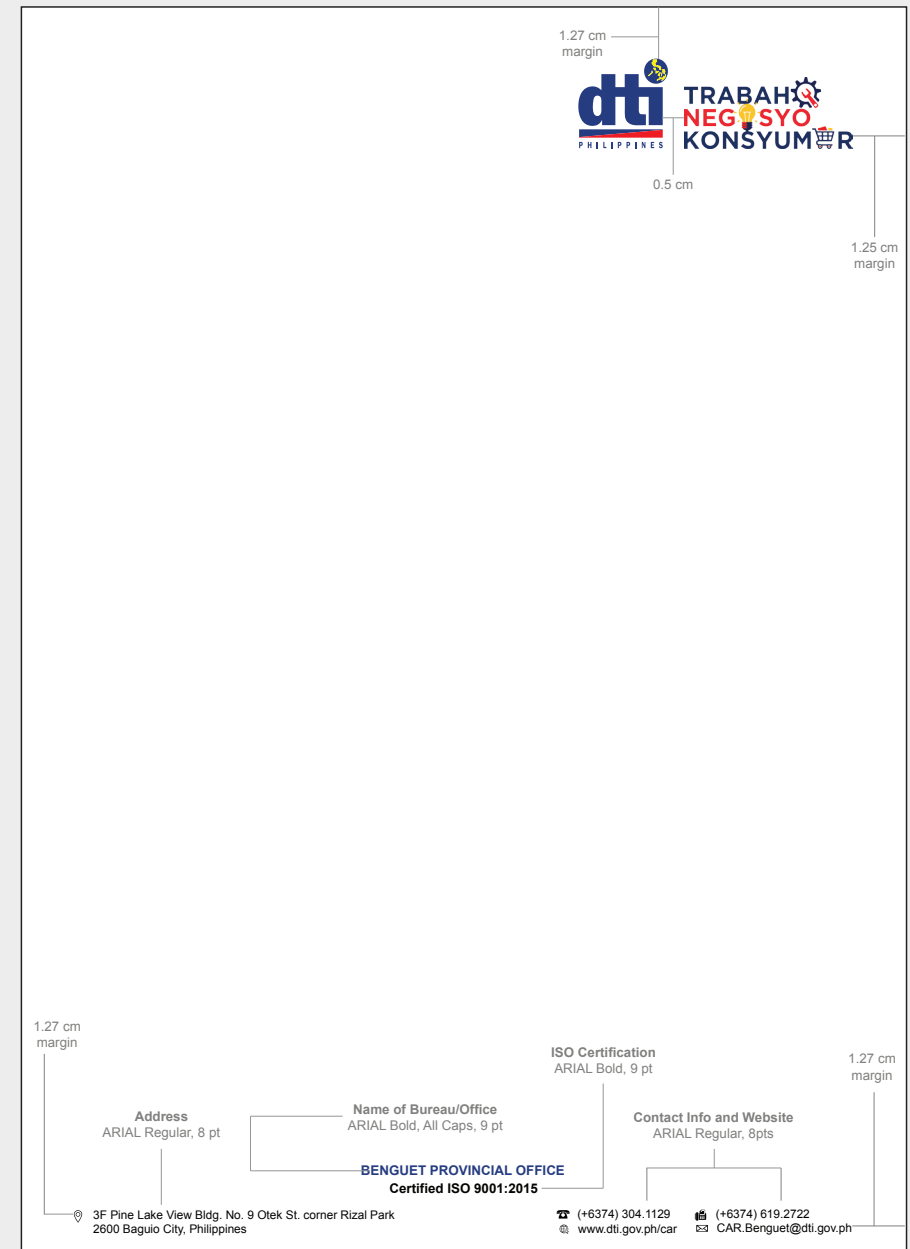 1.27 cm
margin
dti
PHILIPPINES
TRABAHO
NEGOSYO
KONSYUMER
0.5 cm
1.25 cm
margin
1.27 cm
margin
ISO Certification
ARIAL Bold, 9 pt
1.27 cm
margin
Address
ARIAL Regular, 8 pt
Name of Bureau/Office
ARIAL Bold, All Caps, 9 pt
Contact Info and Website
ARIAL Regular, 8pts
BENGUET PROVINCIAL OFFICE
Certified ISO 9001:2015
3F Pine Lake View Bldg. No. 9 Otek St. corner Rizal Park
2600 Baguio City, Philippines
(+6374) 304.1129 (+6374) 619.2722
www.dti.gov.ph/car CAR.Benguet@dti.gov.ph